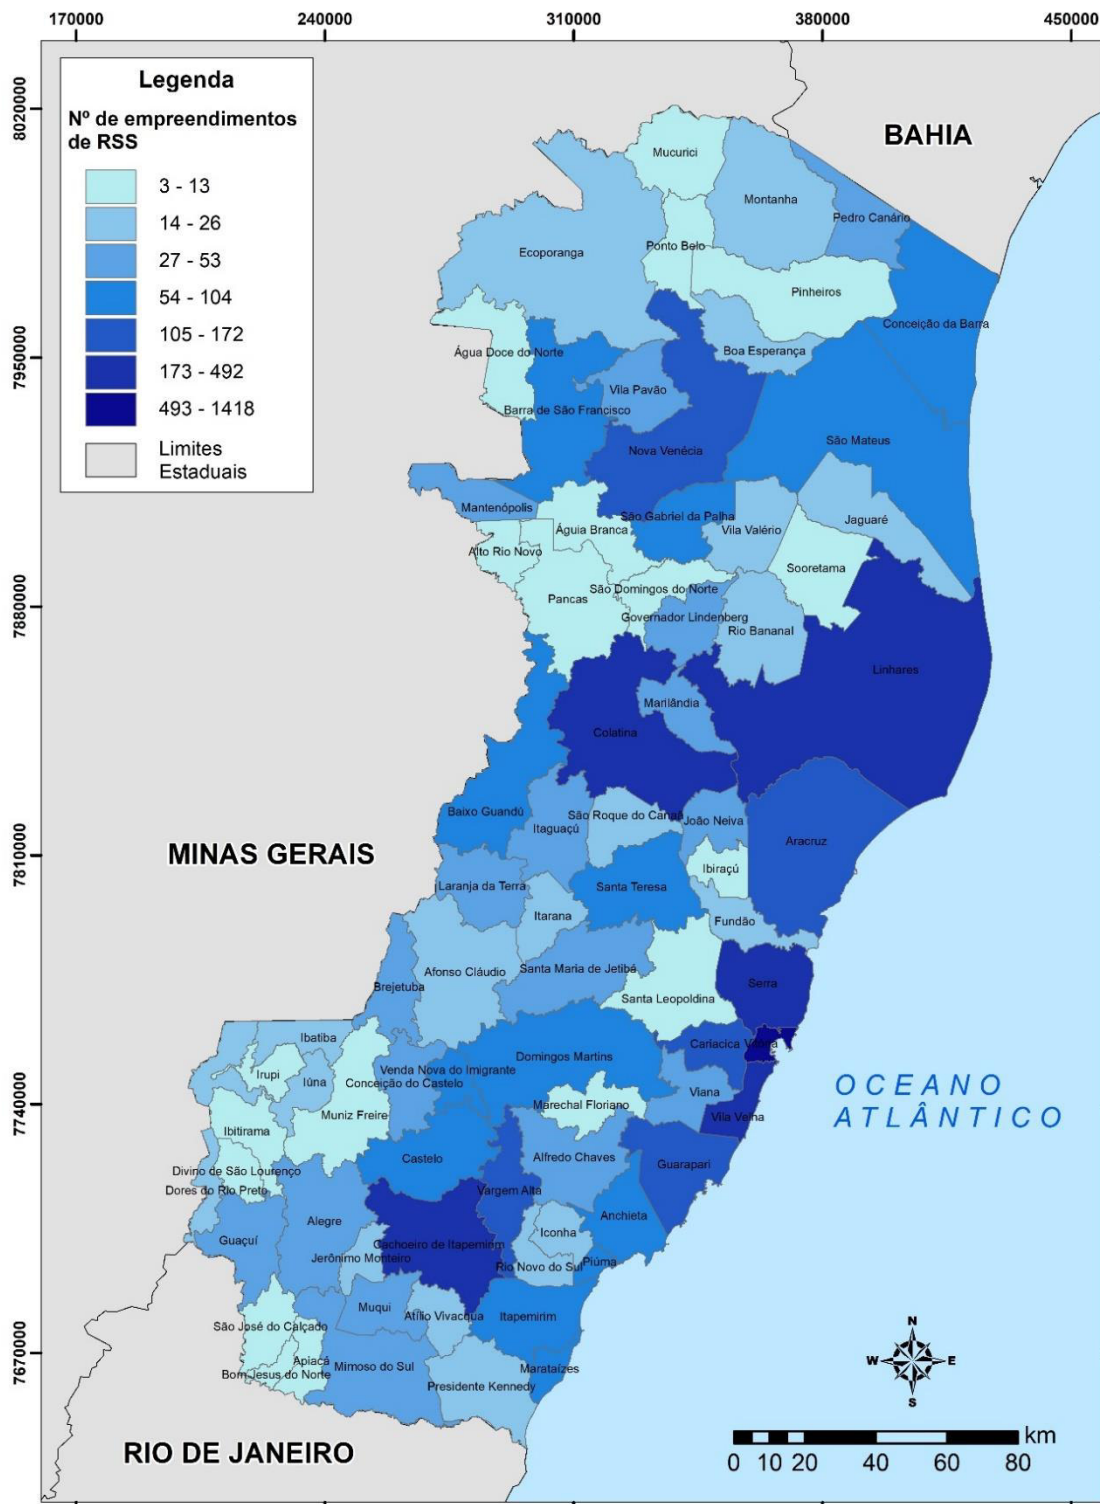 170000 240000 310000 380000 450000
8020000
7950000
7880000
7810000
7740000
7670000
Legenda
Nº de empreendimentos
de RSS
3 - 13
14 - 26
27 - 53
54 - 104
105 - 172
173 - 492
493 - 1418
Limites
Estaduais
BAHIA
Mucurici
Montanha
Pedro Canário
Ponto Belo
Ecoporanga
Pinheiros
Conceição da Barra
Água Doce do Norte
Boa Esperança
Vila Pavão
Barra de São Francisco
São Mateus
Nova Venécia
Mantenópolis
São Gabriel da Palha
Jaguaré
Águia Branca
Vila Valério
Alto Rio Novo
Sooretama
São Domingos do Norte
Pancas
Governador Lindenberg
Rio Bananal
Linhares
Marilândia
Colatina
Baixo Guandú
São Roque do Canaã
João Neiva
Itaguaçú
Aracruz
MINAS GERAIS
Ibiraçú
Laranja da Terra
Santa Teresa
Itarana
Fundão
Afonso Cláudio
Santa Maria de Jetibá
Serra
Brejetuba
Santa Leopoldina
Ibatiba
Cariacica
Vitória
Domingos Martins
Venda Nova do Imigrante
Irupi
Iúna
Conceição do Castelo
Viana
OCEANO
ATLÂNTICO
Marechal Floriano
Muniz Freire
Vila Velha
Ibitirama
Castelo
Alfredo Chaves
Guarapari
Divino de São Lourenço
Dores do Rio Preto
Vargem Alta
Anchieta
Alegre
Iconha
Guaçuí
Cachoeiro de Itapemirim
Jerônimo Monteiro
Rio Novo do Sul
Piúma
Muqui
Atílio Vivacqua
Itapemirim
São José do Calçado
Apiacá
Mimoso do Sul
Marataízes
Bom Jesus do Norte
Presidente Kennedy
RIO DE JANEIRO
N
W E
S
km
0 10 20 40 60 80